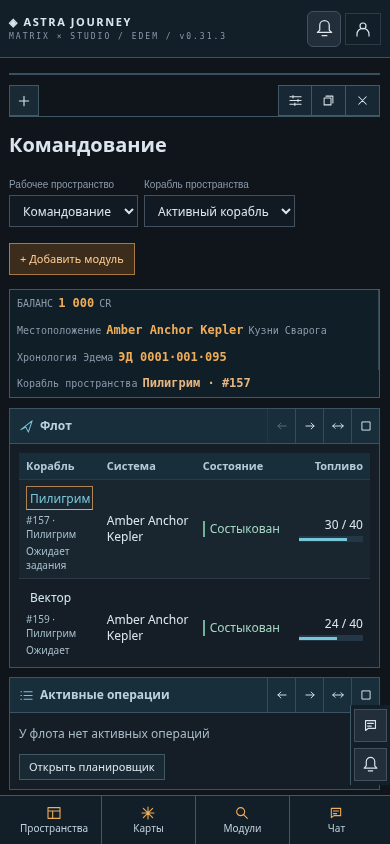 ◈ ASTRA JOURNEY
MATRIX × STUDIO / EDEM / v0.31.3
+
Командование
Рабочее пространство
Корабль пространства
Командование
Активный корабль
+ Добавить модуль
БАЛАНС 1 000 CR
Местоположение Amber Anchor Kepler Кузни Сварога
Хронология Эдема ЭД 0001·001·095
Корабль пространства Пилигрим · #157
Флот
← → ↔
Корабль Система Состояние Топливо
Пилигрим
#157 ·
Пилигрим
Ожидает
задания
Amber Anchor
Kepler
Состыкован
30 / 40
Вектор
#159 ·
Пилигрим
Ожидает
Amber Anchor
Kepler
Состыкован
24 / 40
Активные операции
← → ↔
У флота нет активных операций
Открыть планировщик
Пространства Карты Модули Чат